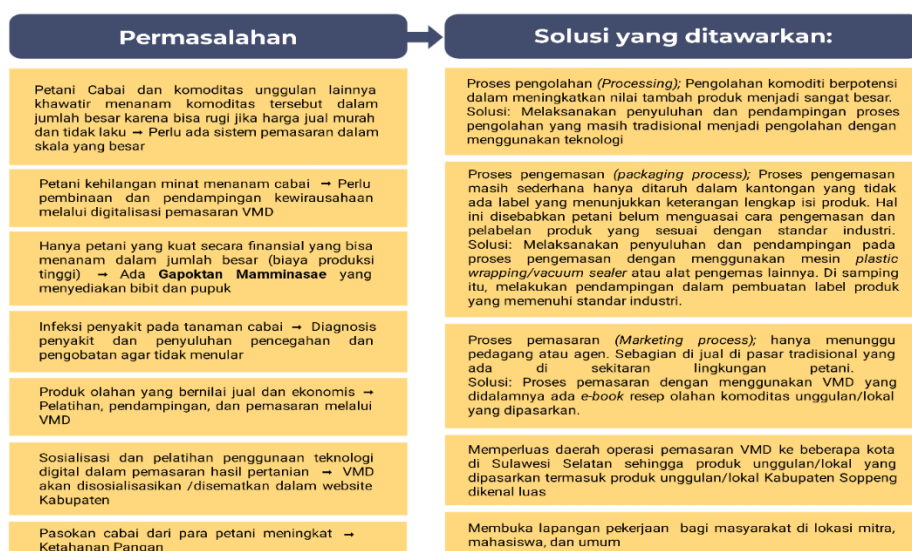 Permasalahan
Petani Cabai dan komoditas unggulan lainnya
khawatir menanam komoditas tersebut dalam
jumlah besar karena bisa rugi jika harga jual murah
dan tidak laku → Perlu ada sistem pemasaran dalam
skala yang besar
Petani kehilangan minat menanam cabai → Perlu
pembinaan dan pendampingan kewirausahaan
melalui digitalisasi pemasaran VMD
Hanya petani yang kuat secara finansial yang bisa
menanam dalam jumlah besar (biaya produksi
tinggi) → Ada Gapoktan Mamminasae yang
menyediakan bibit dan pupuk
Infeksi penyakit pada tanaman cabai → Diagnosis
penyakit dan penyuluhan pencegahan dan
pengobatan agar tidak menular
Produk olahan yang bernilai jual dan ekonomis →
Pelatihan, pendampingan, dan pemasaran melalui
VMD
Sosialisasi dan pelatihan penggunaan teknologi
digital dalam pemasaran hasil pertanian → VMD
akan disosialisasikan /disematkan dalam website
Kabupaten
Pasokan cabai dari para petani meningkat →
Ketahanan Pangan
Solusi yang ditawarkan:
Proses pengolahan (Processing); Pengolahan komoditi berpotensi
dalam meningkatkan nilai tambah produk menjadi sangat besar.
Solusi: Melaksanakan penyuluhan dan pendampingan proses
pengolahan yang masih tradisional menjadi pengolahan dengan
menggunakan teknologi
Proses pengemasan (packaging process); Proses pengemasan
masih sederhana hanya ditaruh dalam kantongan yang tidak
ada label yang menunjukkan keterangan lengkap isi produk. Hal
ini disebabkan petani belum menguasai cara pengemasan dan
pelabelan produk yang sesuai dengan standar industri.
Solusi: Melaksanakan penyuluhan dan pendampingan pada
proses pengemasan dengan menggunakan mesin plastic
wrapping/vacuum sealer atau alat pengemas lainnya. Di samping
itu, melakukan pendampingan dalam pembuatan label produk
yang memenuhi standar industri.
Proses pemasaran (Marketing process); hanya menunggu
pedagang atau agen. Sebagian di jual di pasar tradisional yang
ada di sekitaran lingkungan petani.
Solusi: Proses pemasaran dengan menggunakan VMD yang
didalamnya ada e-book resep olahan komoditas unggulan/lokal
yang dipasarkan.
Memperluas daerah operasi pemasaran VMD ke beberapa kota
di Sulawesi Selatan sehingga produk unggulan/lokal yang
dipasarkan termasuk produk unggulan/lokal Kabupaten Soppeng
dikenal luas
Membuka lapangan pekerjaan bagi masyarakat di lokasi mitra,
mahasiswa, dan umum